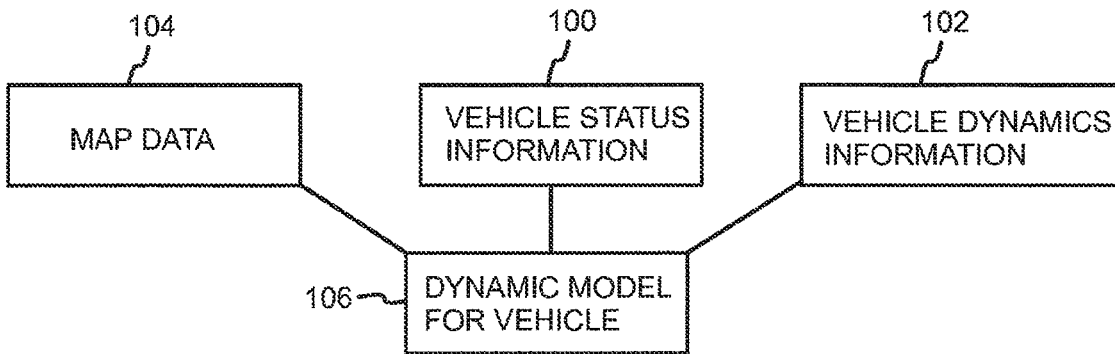 104
100
102
MAP DATA
VEHICLE STATUS
INFORMATION
VEHICLE DYNAMICS
INFORMATION
106
DYNAMIC MODEL
FOR VEHICLE